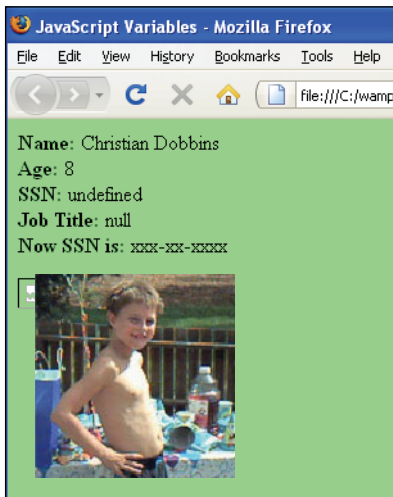 JavaScript Variables - Mozilla Firefox
File Edit View History Bookmarks Tools Help
file:///C:/wamp
Name: Christian Dobbins
Age: 8
SSN: undefined
Job Title: null
Now SSN is: xxx-xx-xxxx